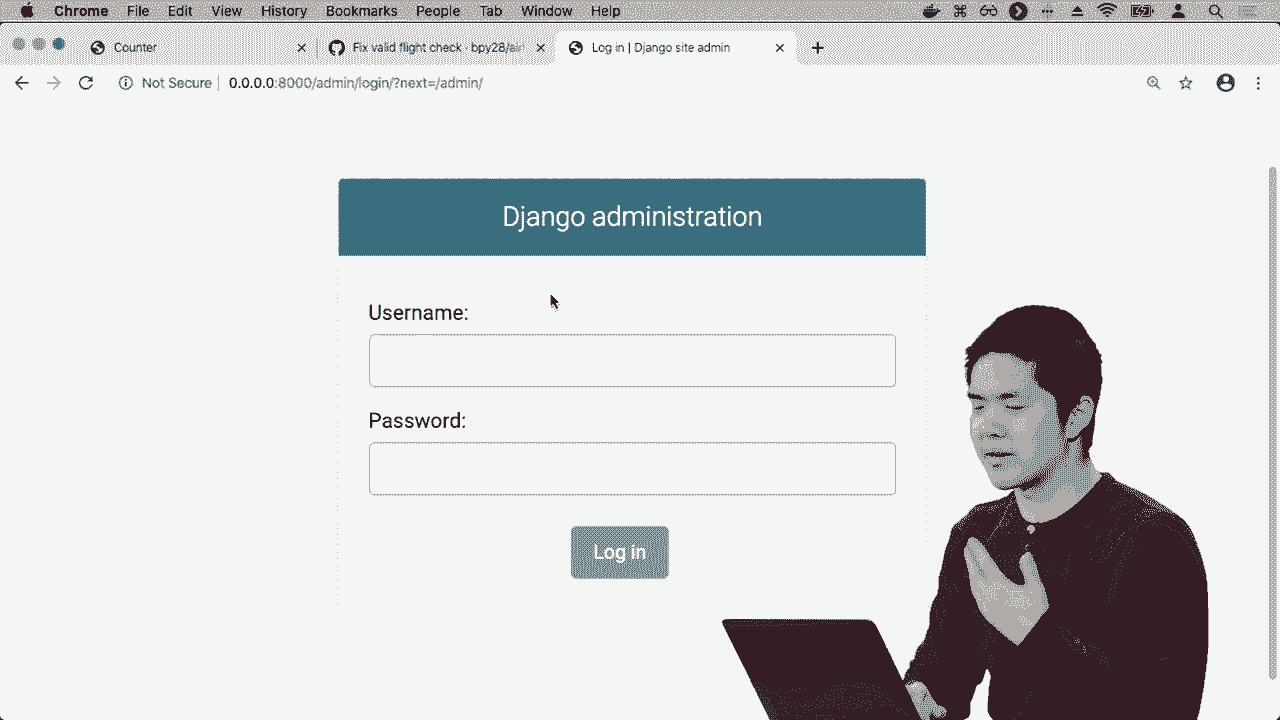 Chrome File Edit View History Bookmarks People Tab Window Help
Counter Fix valid flight check · bpy28/air Log in | Django site admin
Not Secure 0.0.0.0:8000/admin/login/?next=/admin/
Django administration
Username:
Password:
Log in